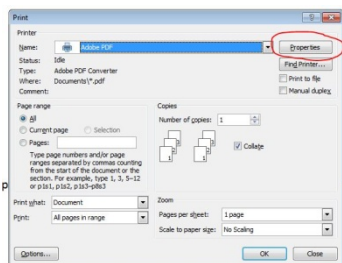 Print
Printer
Name: Adobe PDF
Properties
Status: Idle
Find Printer...
Type: Adobe PDF Converter
Where: Documents\*.pdf
Print to file
Comment:
Manual duplex
Page range
All
Current page Selection
Pages:
Type page numbers and/or page
ranges separated by commas counting
from the start of the document or the
section. For example, type 1, 3, 5–12
or p1s1, p1s2, p1s3–p8s3
Copies
Number of copies: 1
Collate
p
Print what: Document
Print: All pages in range
Zoom
Pages per sheet: 1 page
Scale to paper size: No Scaling
Options...
OK Close